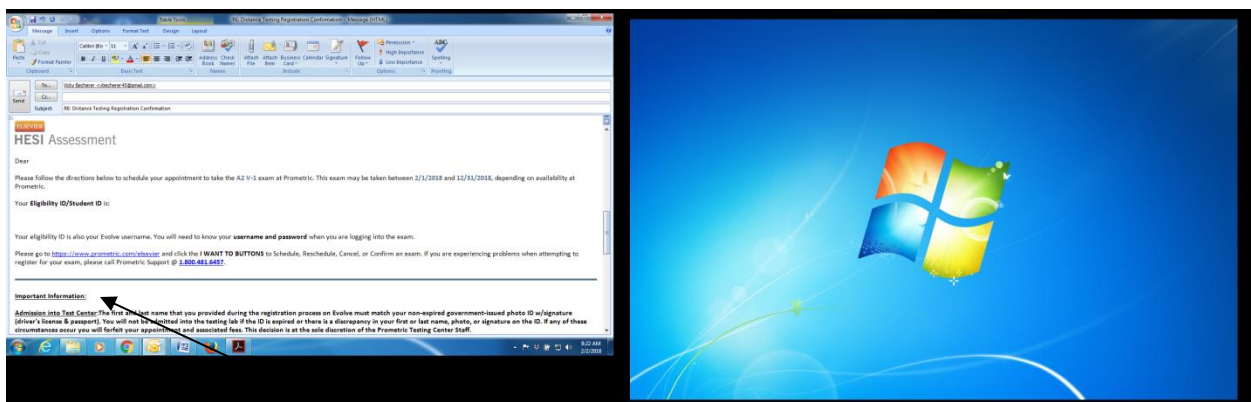 Table Tools
RE: Distance Testing Registration Confirmation - Message (HTML)
Message Insert Options Format Text Design Layout
Cut
Copy
Paste
Format Painter
Calibri (Bo 11
B I U
Address Book
Check Names
Attach File
Attach Item
Business Card
Calendar
Signature
Follow Up
Permission
High Importance
Low Importance
ABC
Spelling
Clipboard Basic Text Names Include Options Proofing
Send
To...
Cc...
Subject: RE: Distance Testing Registration Confirmation
ELSEVIER
HESI Assessment
Dear
Please follow the directions below to schedule your appointment to take the A2 V-1 exam at Prometric. This exam may be taken between 2/1/2018 and 12/31/2018, depending on availability at
Prometric.
Your Eligibility ID/Student ID is:
Your eligibility ID is also your Evolve username. You will need to know your username and password when you are logging into the exam.
Please go to https://www.prometric.com/elsevier and click the I WANT TO BUTTONS to Schedule, Reschedule, Cancel, or Confirm an exam. If you are experiencing problems when attempting to
register for your exam, please call Prometric Support @ 1.800.481.6457.
Important Information:
Admission into Test Center:The first and last name that you provided during the registration process on Evolve must match your non-expired government-issued photo ID w/signature
(driver's license & passport). You will not be admitted into the testing lab if the ID is expired or there is a discrepancy in your first or last name, photo, or signature on the ID. If any of these
circumstances occur you will forfeit your appointment and associated fees. This decision is at the sole discretion of the Prometric Testing Center Staff.
8:22 AM
2/2/2018